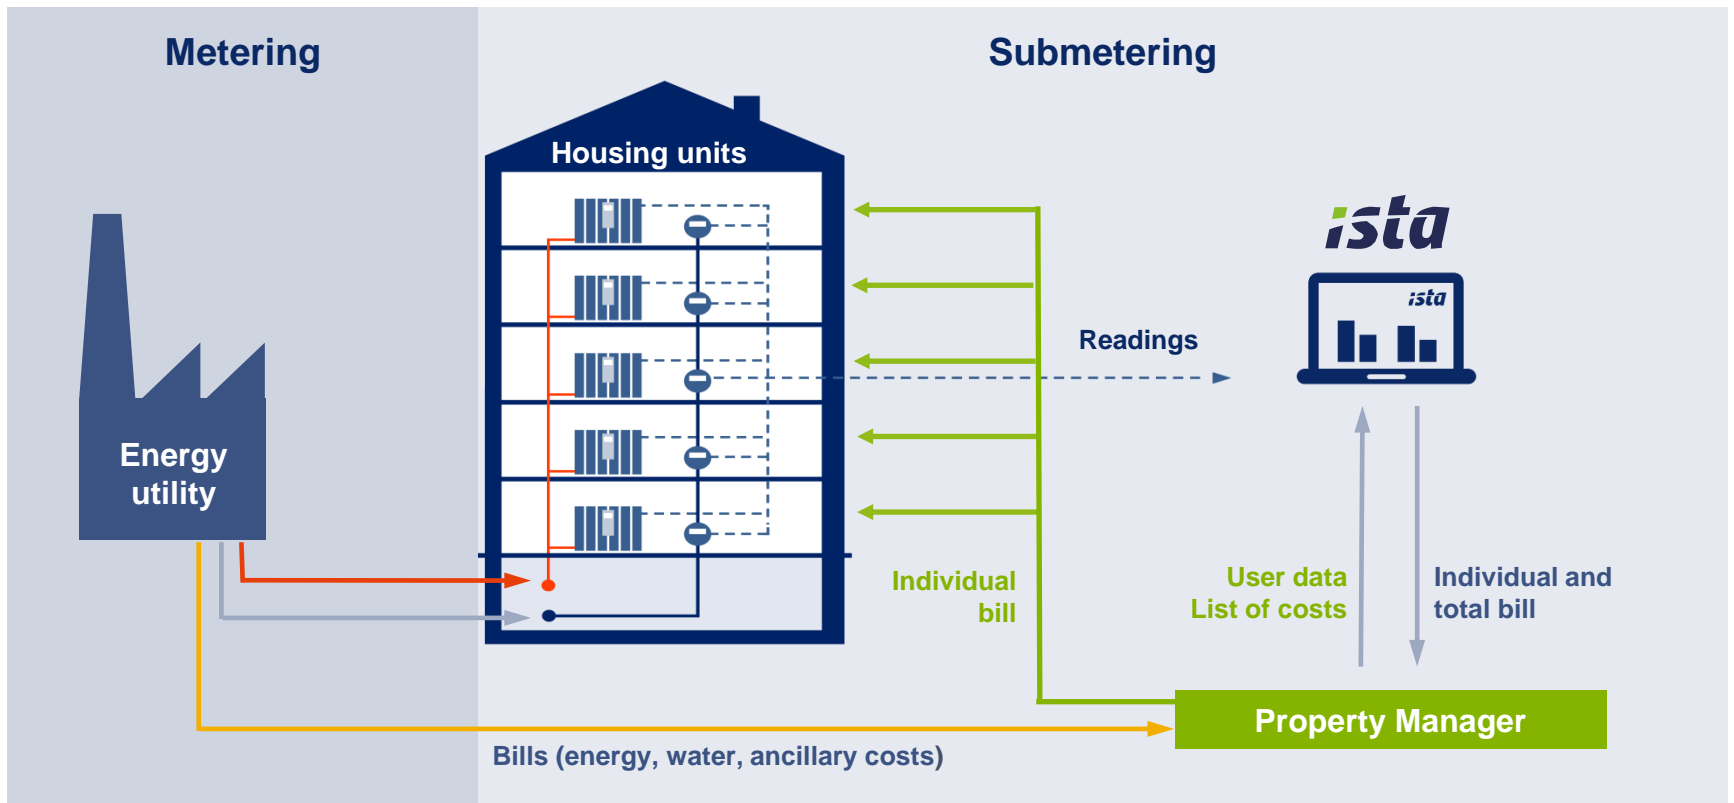 Metering
Submetering
Housing units
ista
ista
Readings
Energy
utility
Individual
bill
User data
List of costs
Individual and
total bill
Property Manager
Bills (energy, water, ancillary costs)